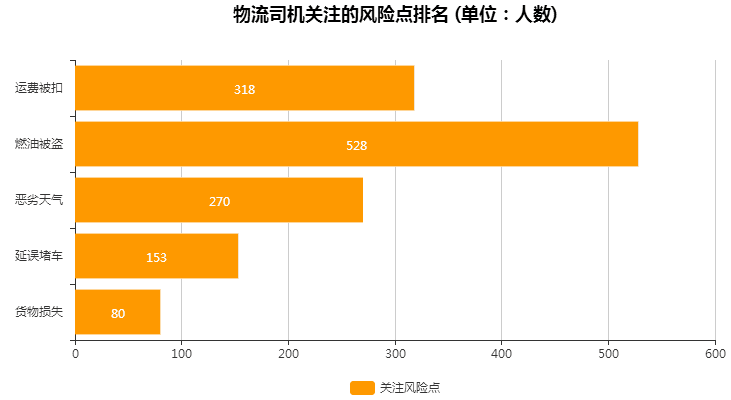 物流司机关注的风险点排名 (单位：人数)
运费被扣
318
燃油被盗
528
恶劣天气
270
延误堵车
153
货物损失
80
0 100 200 300 400 500 600
关注风险点